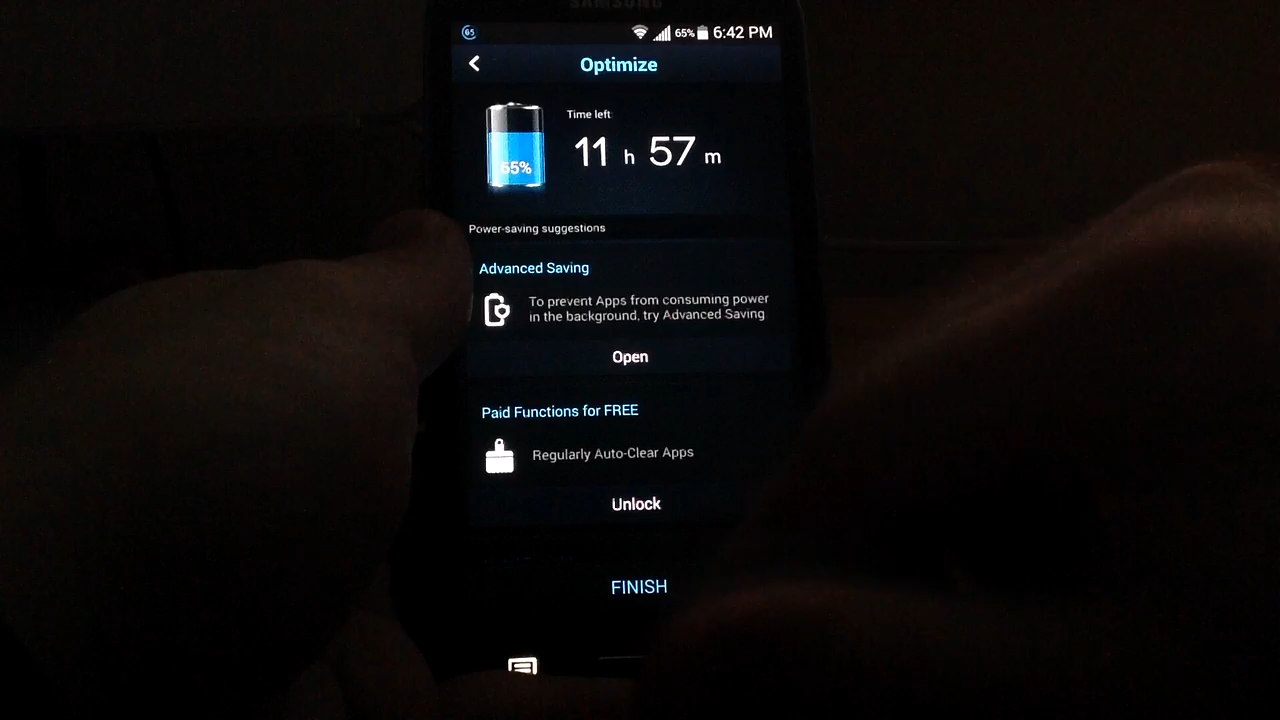 SAMSUNG
65 65% 6:42 PM
Optimize
Time left
11 h 57 m
65%
Power-saving suggestions
Advanced Saving
To prevent Apps from consuming power
in the background, try Advanced Saving
Open
Paid Functions for FREE
Regularly Auto-Clear Apps
Unlock
FINISH